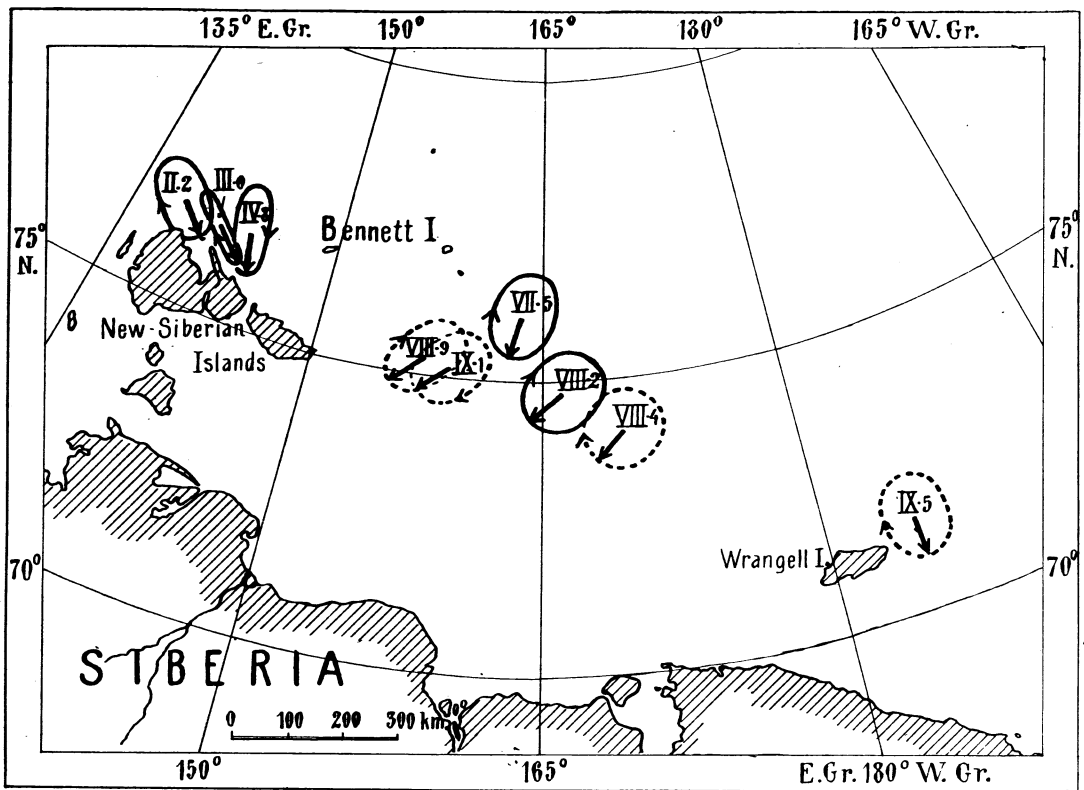 135° E. Gr. 150° 165° 180° 165° W. Gr.
II·2
IV·3
Bennett I.
75° N.
75° N.
VII·5
New-Siberian
Islands
VIII·9
IX·1
VIII·2
VIII·4
IX·5
Wrangell I.
70°
70°
SIBERIA
0 100 200 300 km.
150° 165° E. Gr. 180° W. Gr.